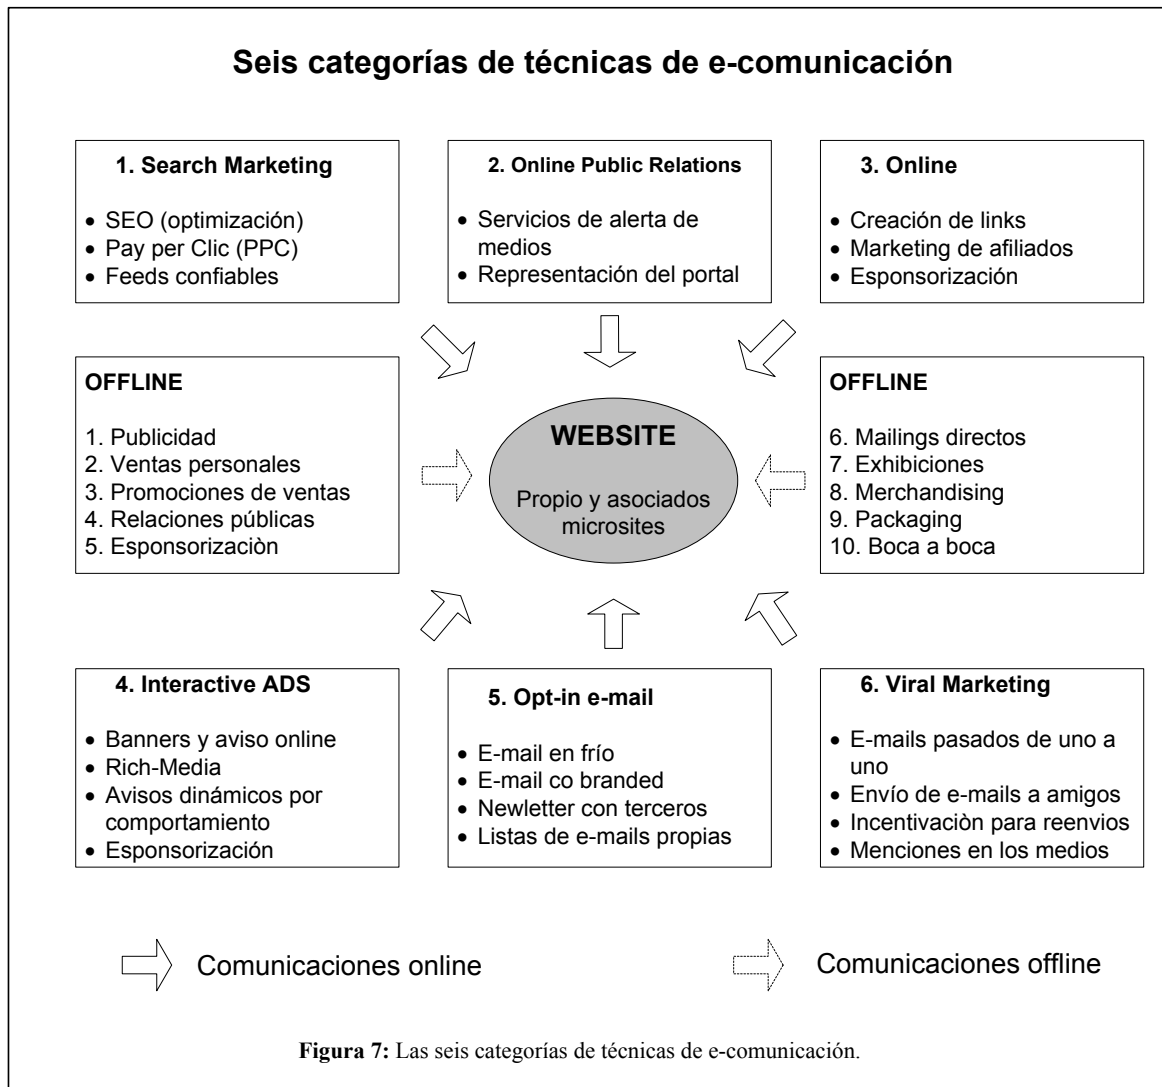 Seis categorías de técnicas de e-comunicación
1. Search Marketing
• SEO (optimización)
• Pay per Clic (PPC)
• Feeds confiables
2. Online Public Relations
• Servicios de alerta de
medios
• Representación del portal
3. Online
• Creación de links
• Marketing de afiliados
• Esponsorización
OFFLINE
1. Publicidad
2. Ventas personales
3. Promociones de ventas
4. Relaciones públicas
5. Esponsorizaciòn
WEBSITE
Propio y asociados
microsites
OFFLINE
6. Mailings directos
7. Exhibiciones
8. Merchandising
9. Packaging
10. Boca a boca
4. Interactive ADS
• Banners y aviso online
• Rich-Media
• Avisos dinámicos por
comportamiento
• Esponsorización
5. Opt-in e-mail
• E-mail en frío
• E-mail co branded
• Newletter con terceros
• Listas de e-mails propias
6. Viral Marketing
• E-mails pasados de uno a
uno
• Envío de e-mails a amigos
• Incentivaciòn para reenvios
• Menciones en los medios
Comunicaciones online
Comunicaciones offline
Figura 7: Las seis categorías de técnicas de e-comunicación.